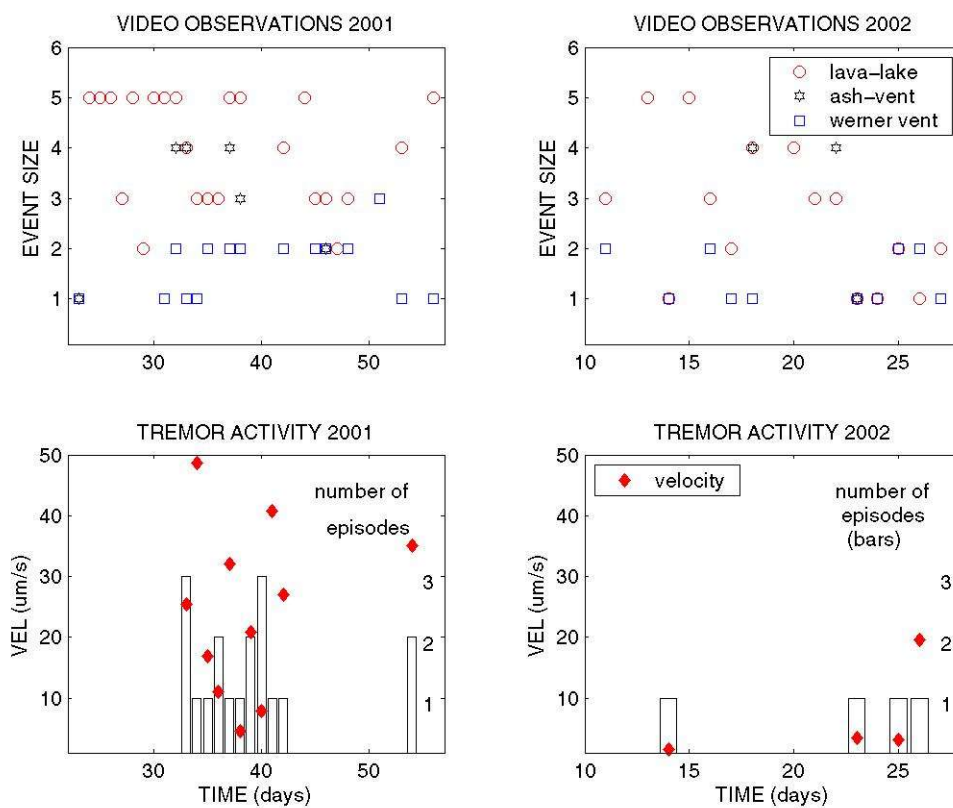 VIDEO OBSERVATIONS 2001
6
5
4
3
2
1
EVENT SIZE
30
40
50
VIDEO OBSERVATIONS 2002
6
5
4
3
2
1
EVENT SIZE
lava-lake
ash-vent
werner vent
10
15
20
25
TREMOR ACTIVITY 2001
50
40
30
20
10
VEL (um/s)
number of
episodes
3
2
1
30
40
50
TIME (days)
TREMOR ACTIVITY 2002
50
40
30
20
10
VEL (um/s)
velocity
number of
episodes
(bars)
3
2
1
10
15
20
25
TIME (days)